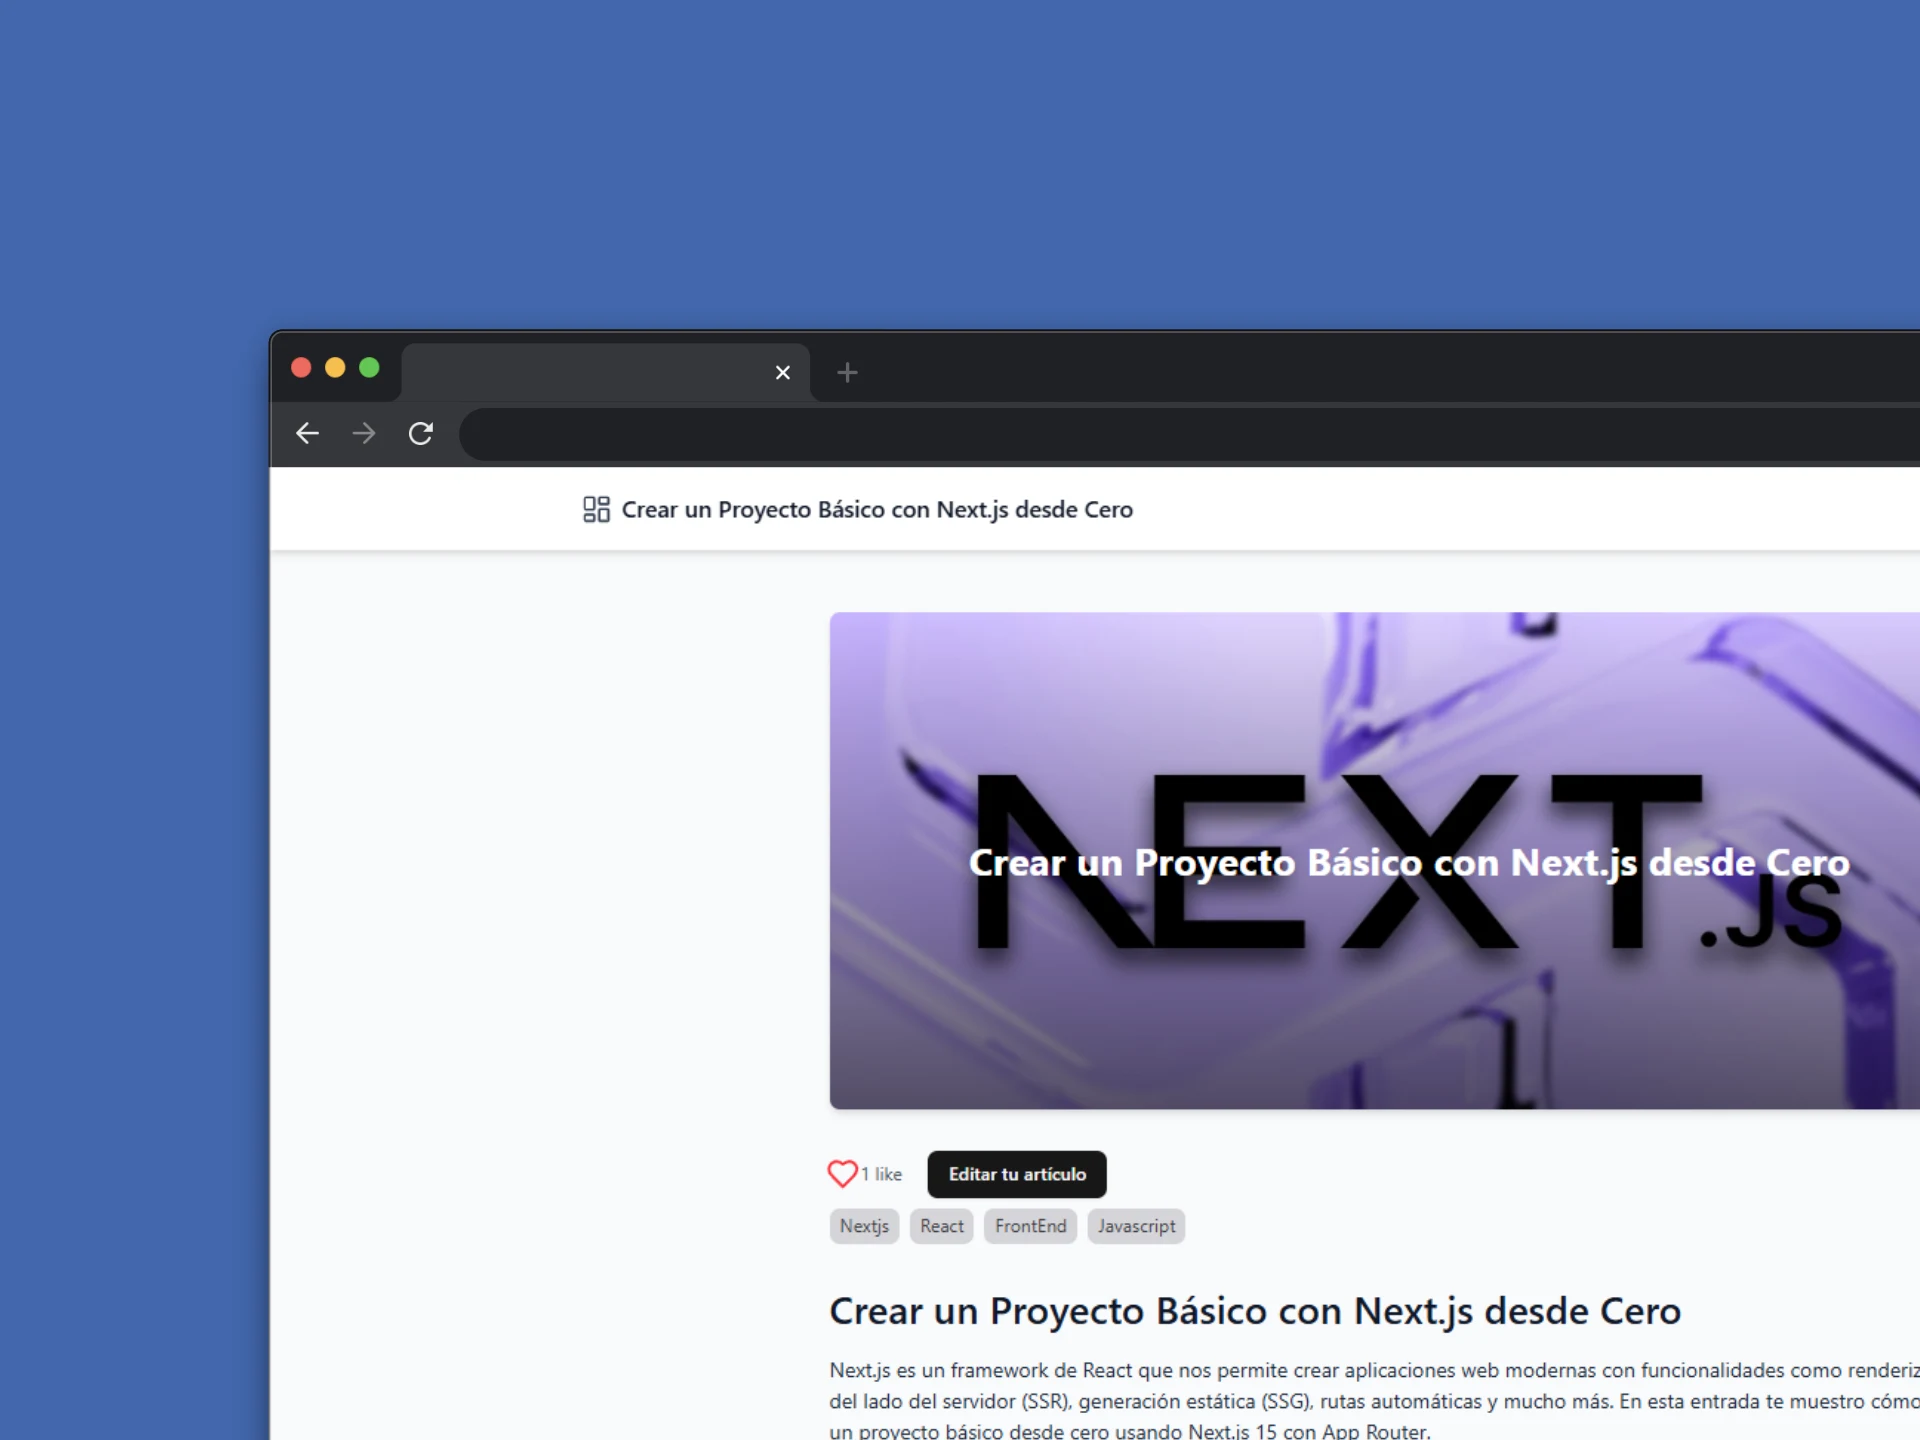 Crear un Proyecto Básico con Next.js desde Cero
NEXT.JS
Crear un Proyecto Básico con Next.js desde Cero
1 like
Editar tu artículo
Nextjs React FrontEnd Javascript
Crear un Proyecto Básico con Next.js desde Cero
Next.js es un framework de React que nos permite crear aplicaciones web modernas con funcionalidades como
del lado del servidor (SSR), generación estática (SSG), rutas automáticas y mucho más. En esta entrada te muestro cómo
un proyecto básico desde cero usando Next.js 15 con App Router.